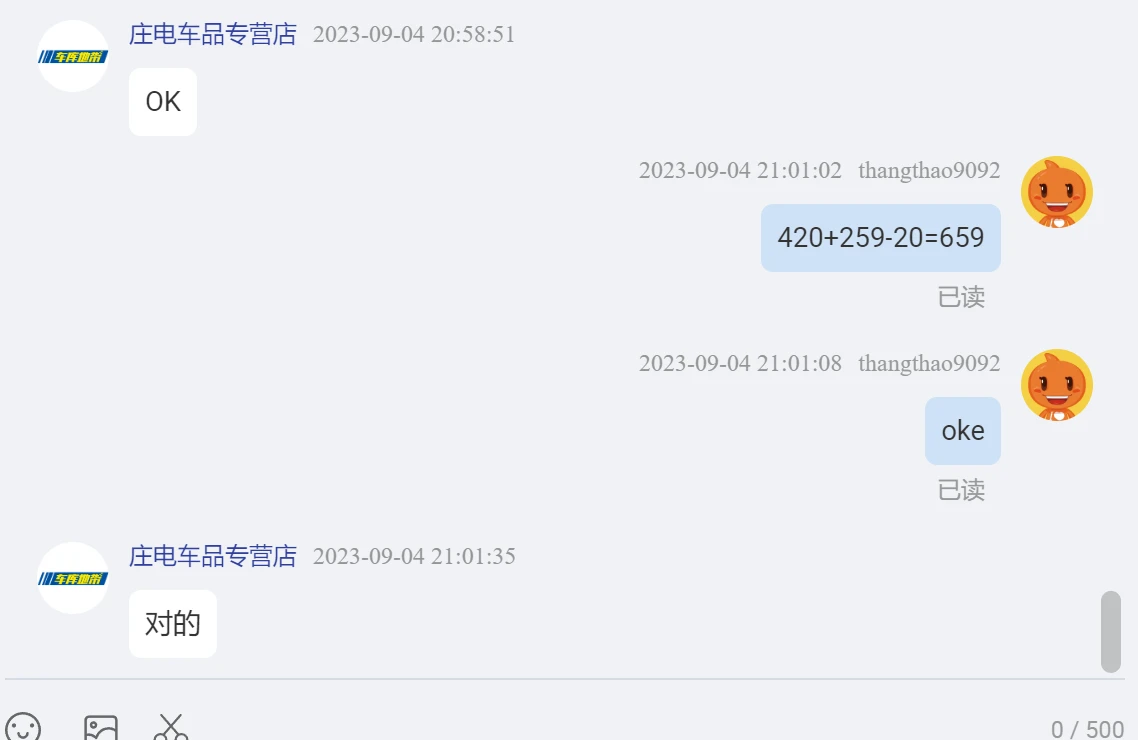 庄电车品专营店 2023-09-04 20:58:51
车库地带
OK
2023-09-04 21:01:02 thangthao9092
420+259-20=659
已读
2023-09-04 21:01:08 thangthao9092
oke
已读
庄电车品专营店 2023-09-04 21:01:35
车库地带
对的
0 / 500